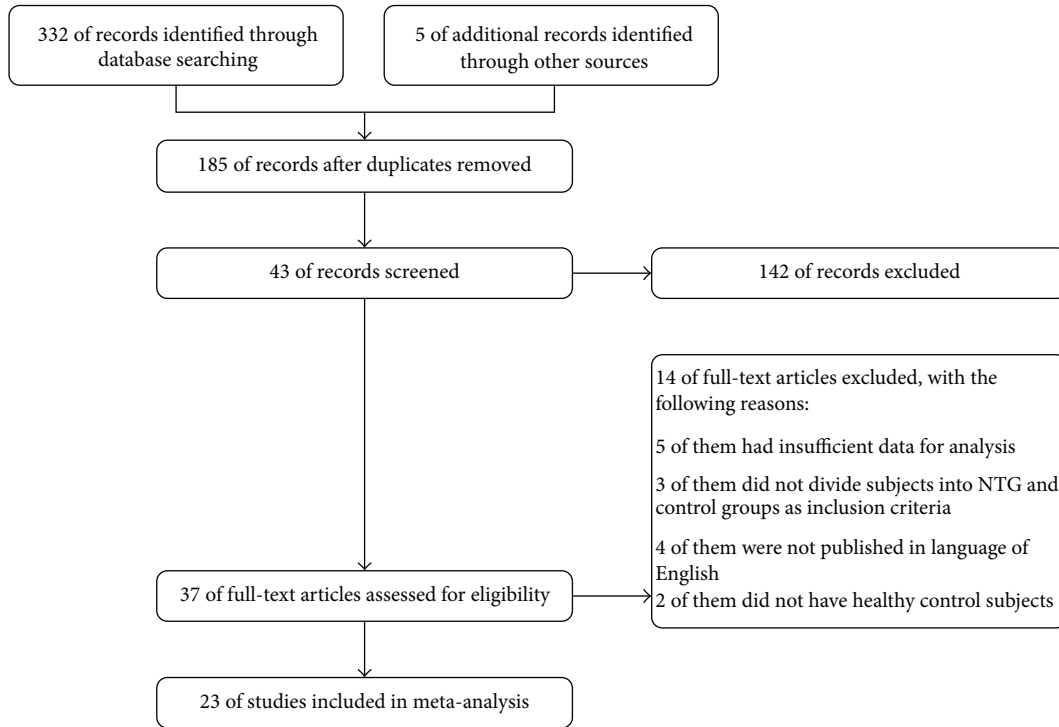 332 of records identified through
database searching
5 of additional records identified
through other sources
185 of records after duplicates removed
43 of records screened
142 of records excluded
14 of full-text articles excluded, with the
following reasons:
5 of them had insufficient data for analysis
3 of them did not divide subjects into NTG and
control groups as inclusion criteria
4 of them were not published in language of
English
2 of them did not have healthy control subjects
37 of full-text articles assessed for eligibility
23 of studies included in meta-analysis